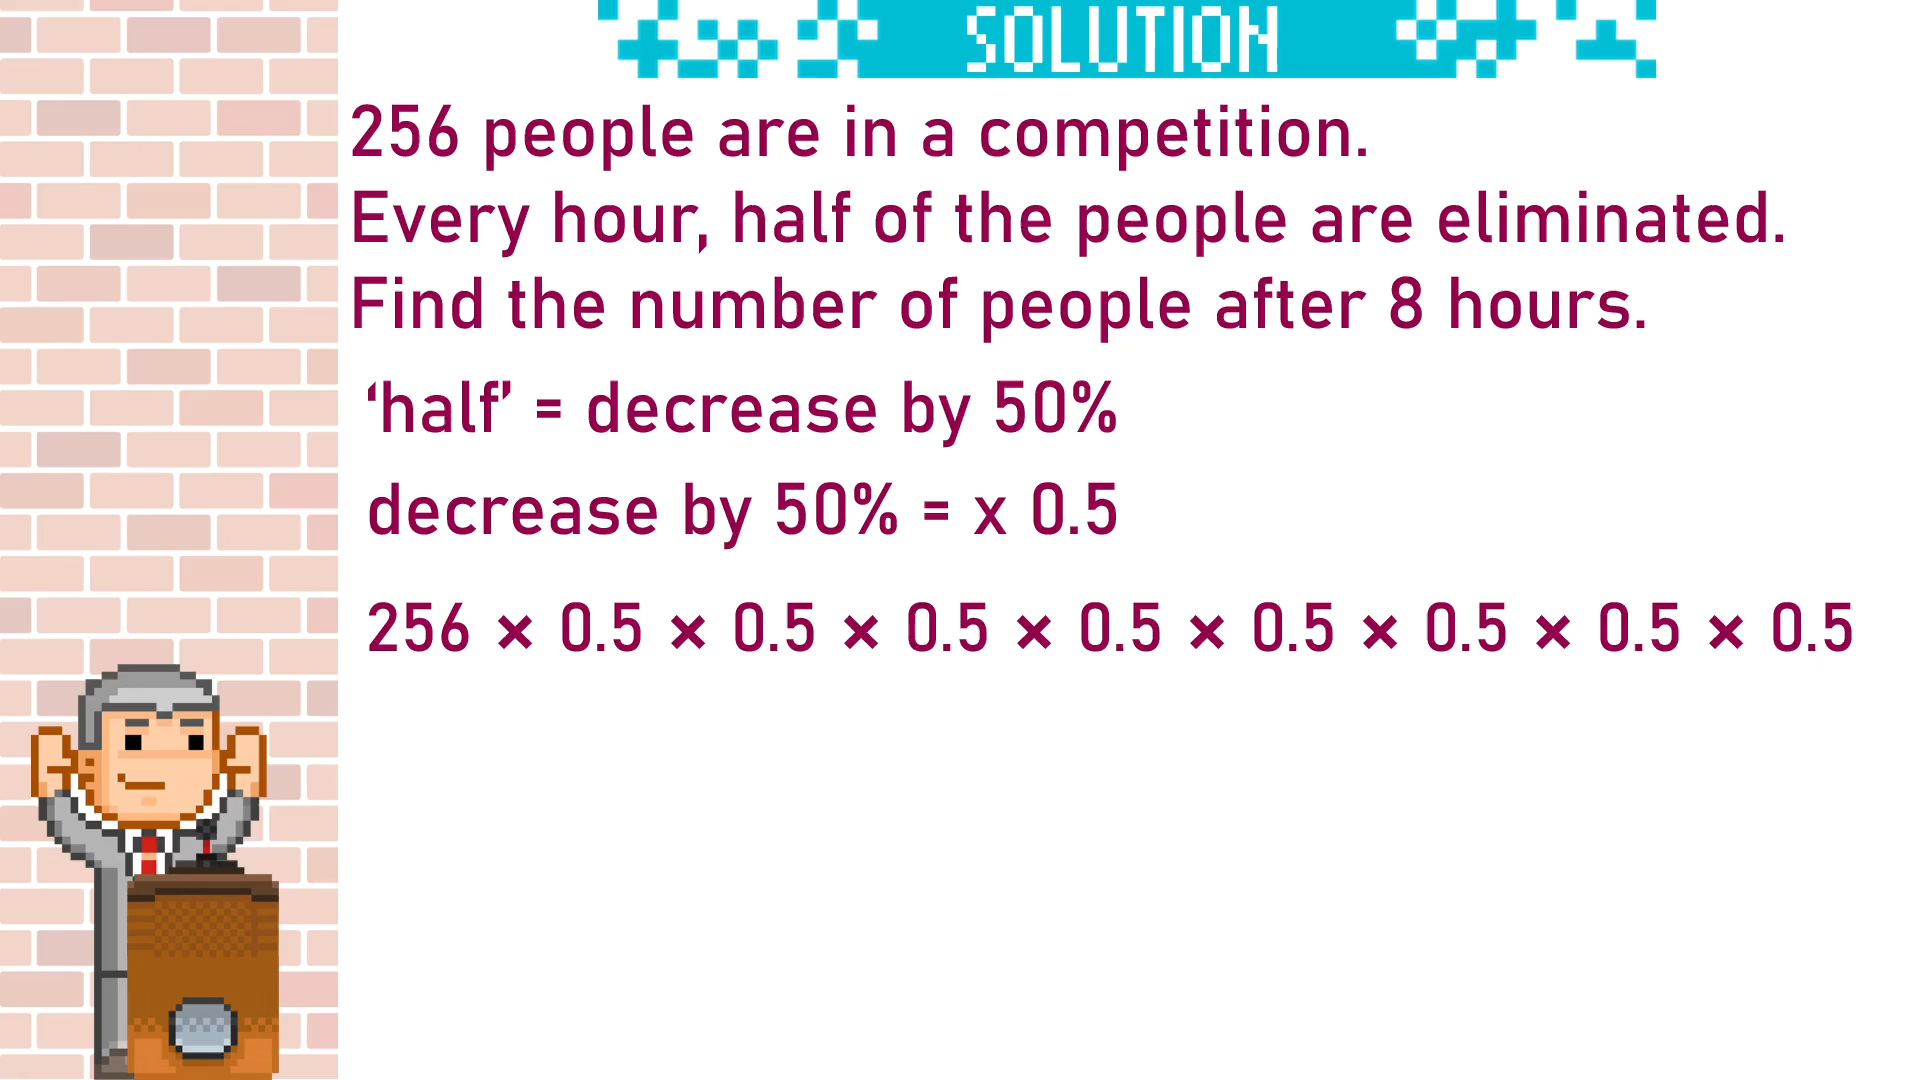 SOLUTION
256 people are in a competition.
Every hour, half of the people are eliminated.
Find the number of people after 8 hours.
‘half’ = decrease by 50%
decrease by 50% = x 0.5
256 × 0.5 × 0.5 × 0.5 × 0.5 × 0.5 × 0.5 × 0.5 × 0.5